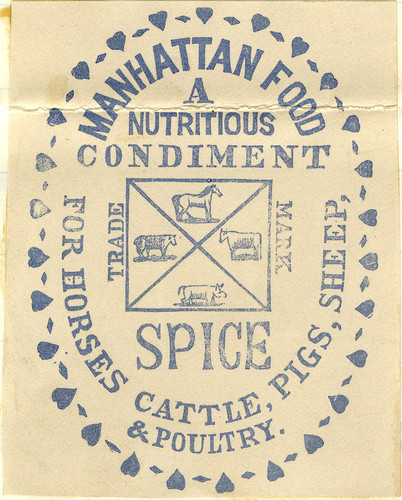 MANHATTAN FOOD
A
NUTRITIOUS
CONDIMENT
TRADE MARK
SPICE
FOR HORSES CATTLE, PIGS, SHEEP,
& POULTRY.